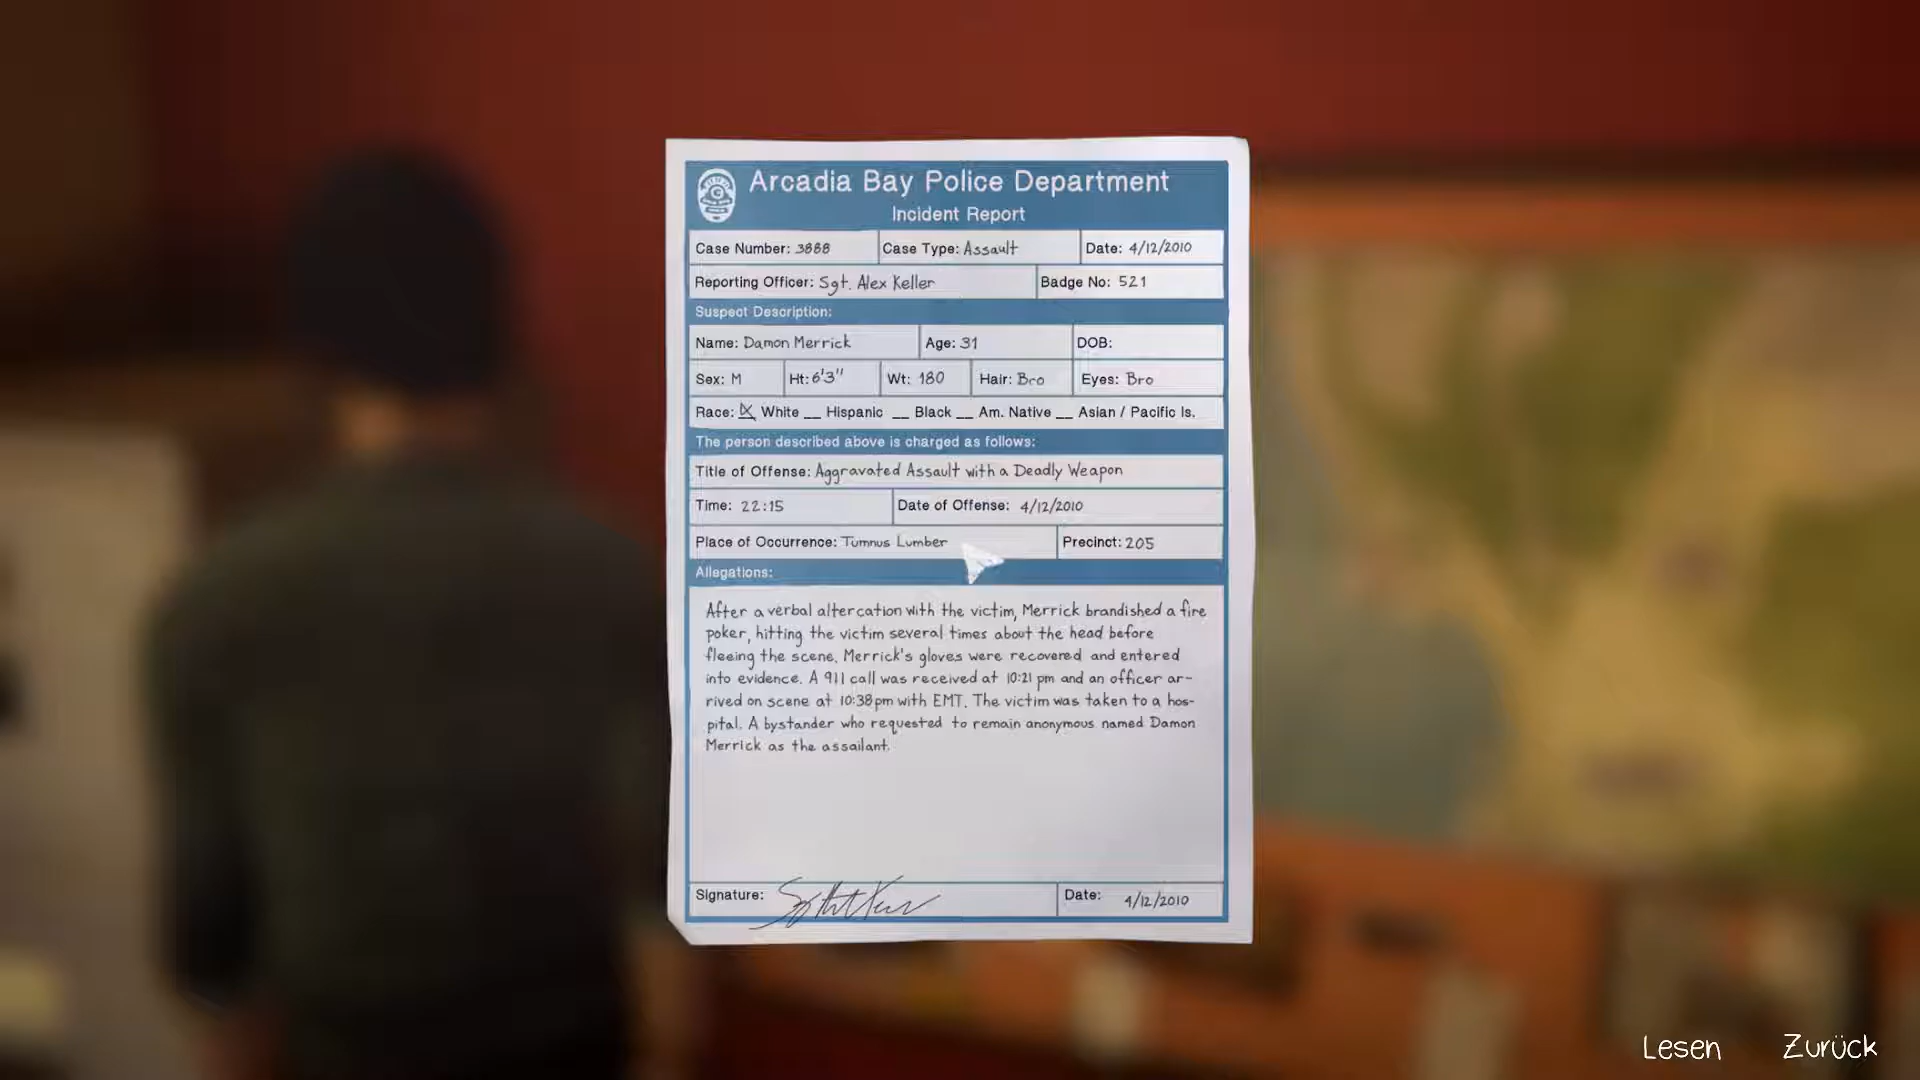 Arcadia Bay Police Department
Incident Report
Case Number: 3888 Case Type: Assault Date: 4/12/2010
Reporting Officer: Sgt. Alex Keller Badge No: 521
Suspect Description:
Name: Damon Merrick Age: 31 DOB:
Sex: M Ht: 6'3" Wt: 180 Hair: Bro Eyes: Bro
Race: X White __ Hispanic __ Black __ Am. Native __ Asian / Pacific Is.
The person described above is charged as follows:
Title of Offense: Aggravated Assault with a Deadly Weapon
Time: 22:15 Date of Offense: 4/12/2010
Place of Occurrence: Tumnus Lumber Precinct: 205
Allegations:
After a verbal altercation with the victim, Merrick brandished a fire
poker, hitting the victim several times about the head before
fleeing the scene. Merrick's gloves were recovered and entered
into evidence. A 911 call was received at 10:21 pm and an officer ar-
rived on scene at 10:38pm with EMT. The victim was taken to a hos-
pital. A bystander who requested to remain anonymous named Damon
Merrick as the assailant.
Signature: Date: 4/12/2010
Lesen Zurück